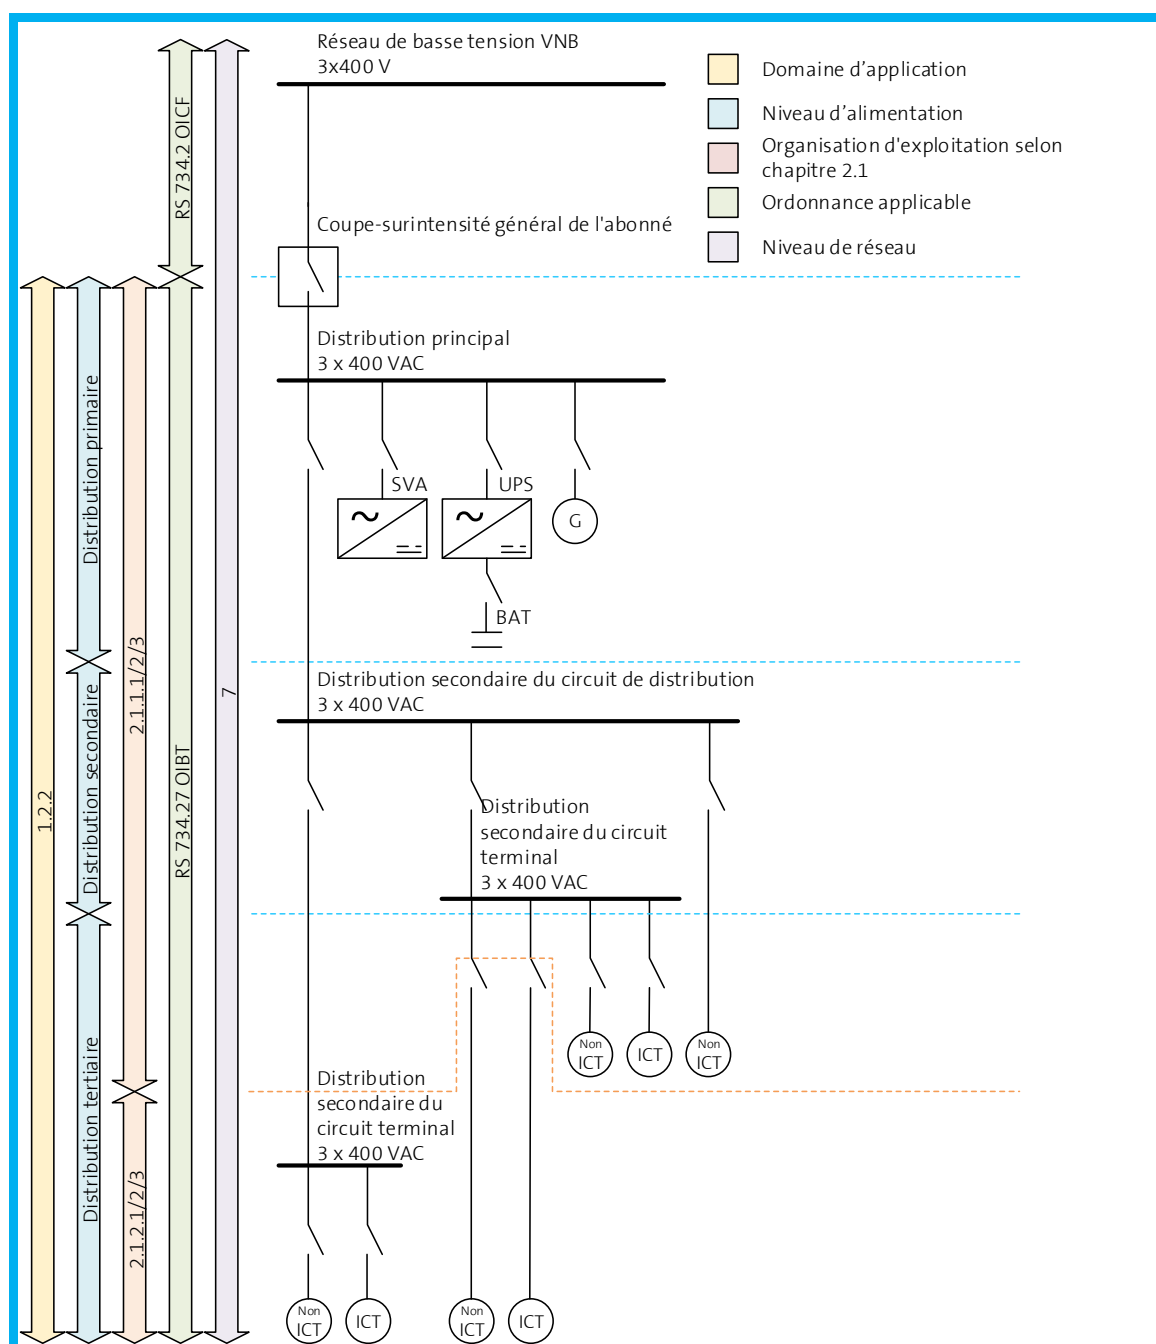 Réseau de basse tension VNB
3x400 V
Domaine d'application
Niveau d'alimentation
Organisation d'exploitation selon
chapitre 2.1
Ordonnance applicable
Niveau de réseau
RS 734.2 OICF
Coupe-surintensité général de l'abonné
Distribution principal
3 x 400 VAC
SVA
UPS
G
BAT
Distribution primaire
Distribution secondaire
Distribution tertiaire
1.2.2
2.1.1.1/2/3
2.1.2.1/2/3
RS 734.27 OIBT
7
Distribution secondaire du circuit de distribution
3 x 400 VAC
Distribution
secondaire du circuit
terminal
3 x 400 VAC
Non
ICT
ICT
Non
ICT
Distribution
secondaire du
circuit terminal
3 x 400 VAC
Non
ICT
ICT
Non
ICT
ICT